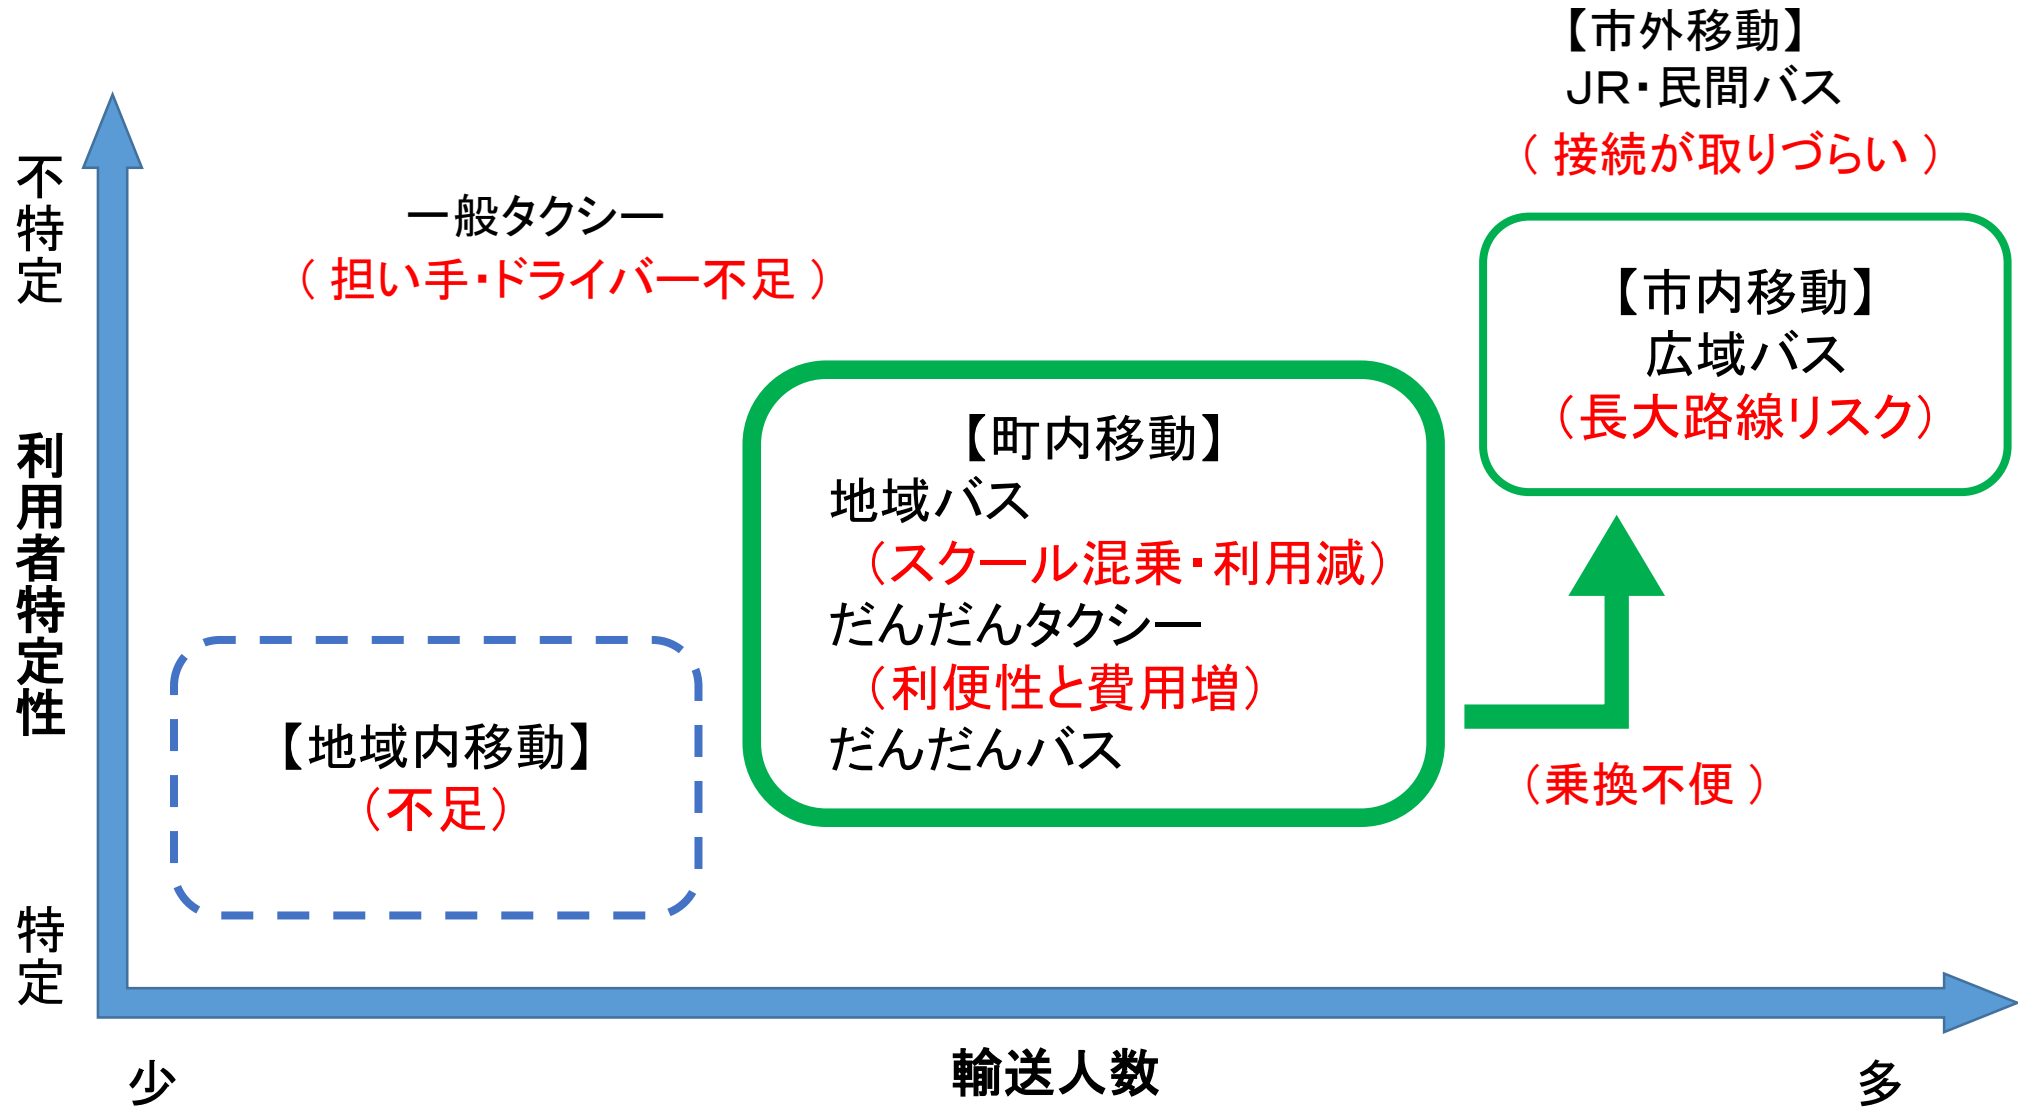 【市外移動】
JR・民間バス
（ 接続が取りづらい ）
不特定
一般タクシー
（ 担い手・ドライバー不足 ）
【市内移動】
広域バス
（長大路線リスク）
【町内移動】
地域バス
（スクール混乗・利用減）
だんだんタクシー
（利便性と費用増）
だんだんバス
利用者特定性
【地域内移動】
（不足）
（乗換不便 ）
特定
少
輸送人数
多